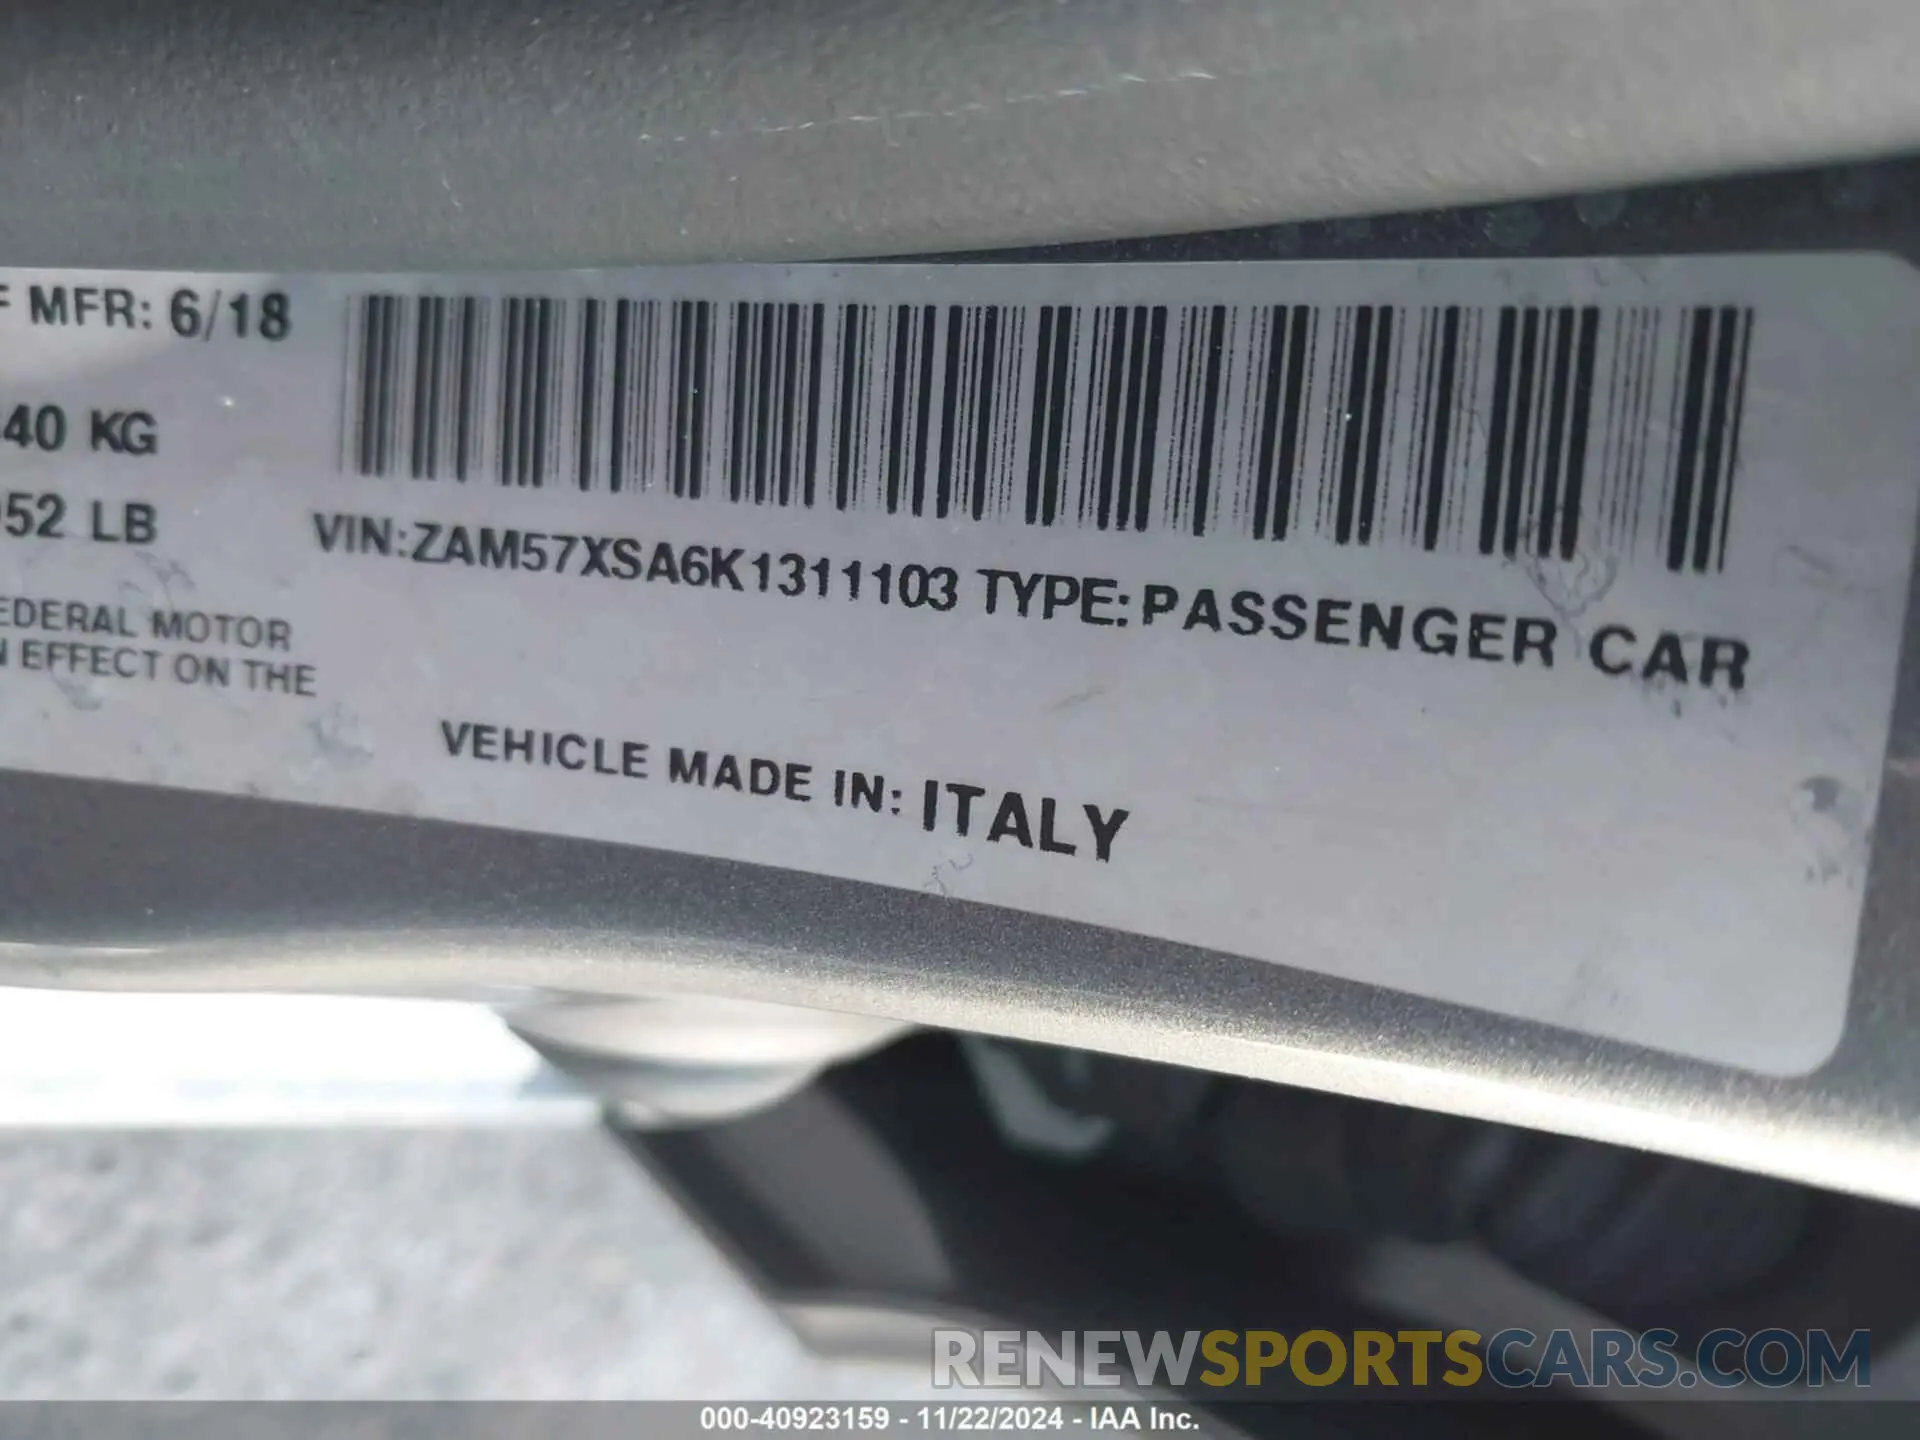 MFR: 6/18
40 KG
52 LB
VIN:ZAM57XSA6K1311103 TYPE: PASSENGER CAR
EDERAL MOTOR
EFFECT ON THE
VEHICLE MADE IN: ITALY
RENEWSPORTSCARS.COM
000-40923159 - 11/22/2024 - IAA Inc.